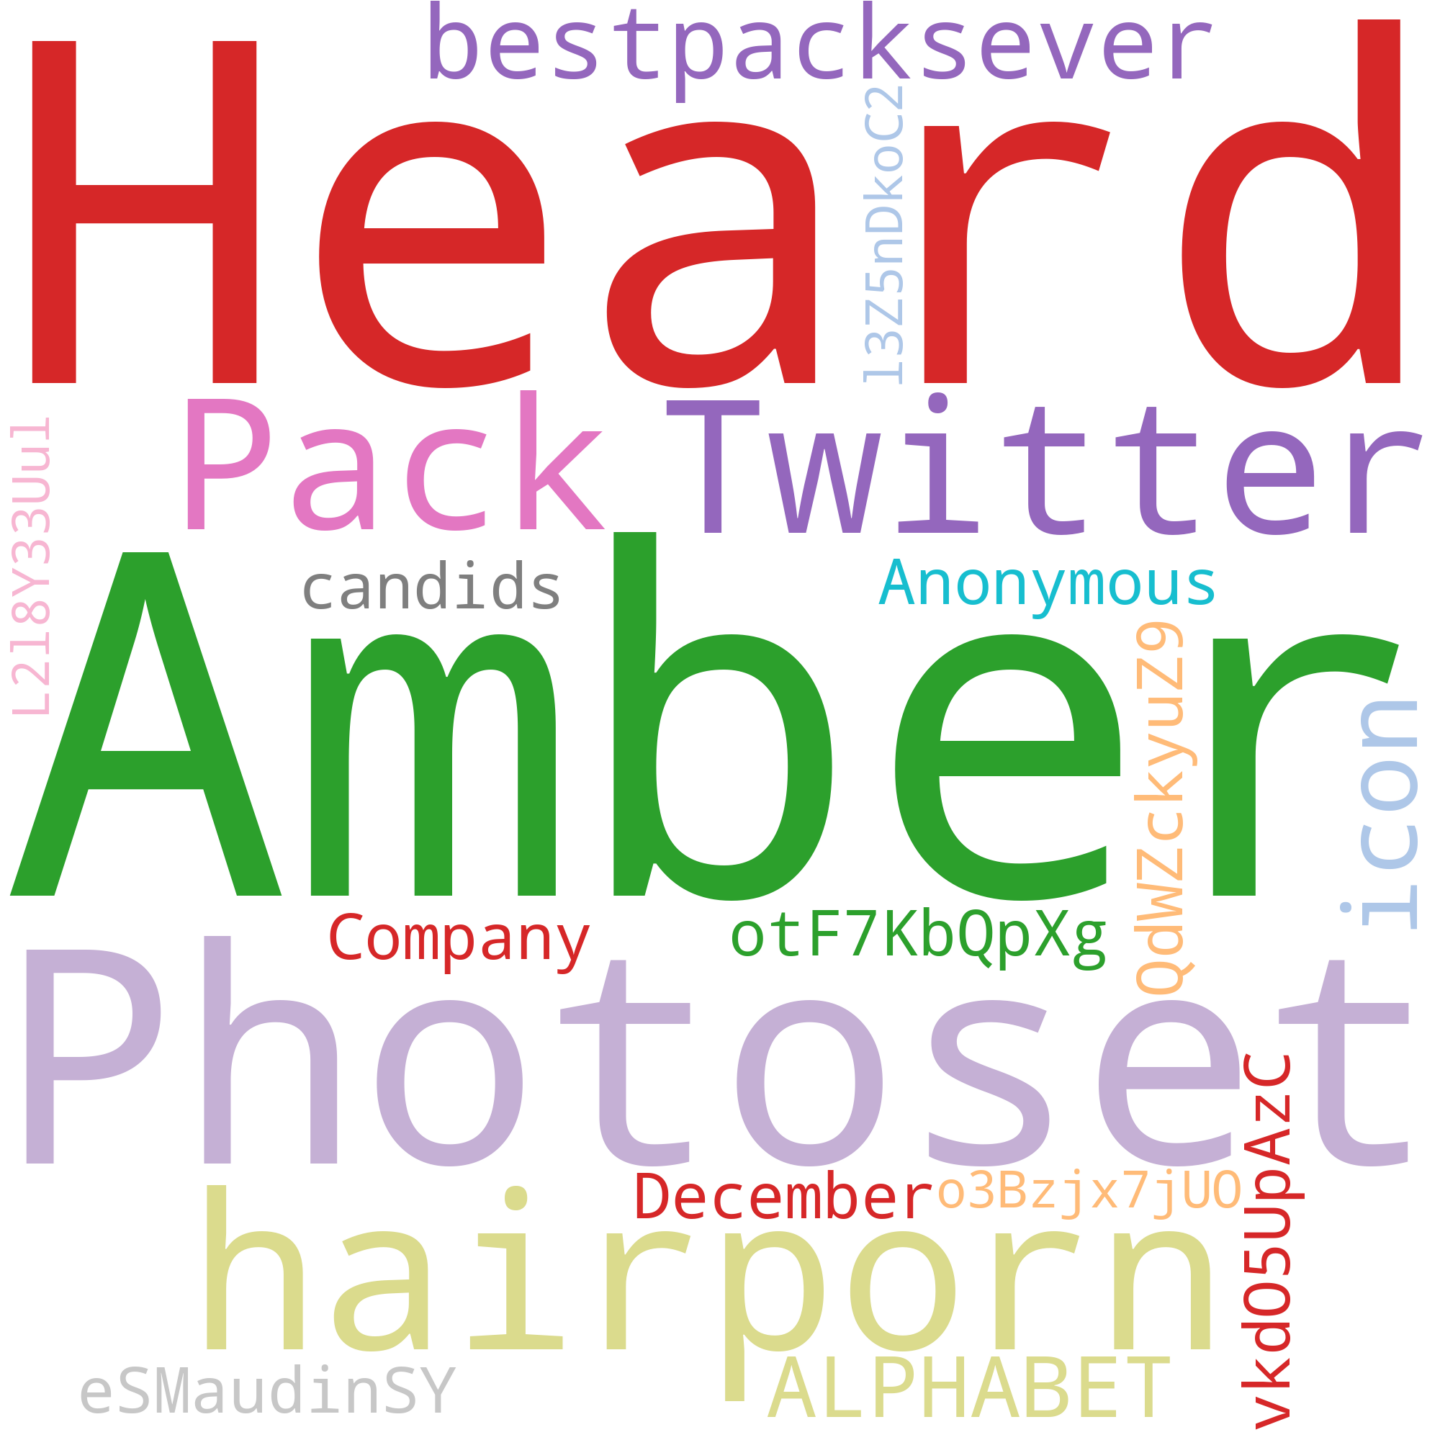 bestpacksever
Heard
l3Z5nDkoC2
Pack
Twitter
L2l8Y33Uul
candids
Anonymous
Amber
QdWZckyuZ9
icon
Company
otF7KbQpXg
Photoset
vkdO5UpAzC
December
o3Bzjx7jUO
hairporn
eSMaudinSY
ALPHABET